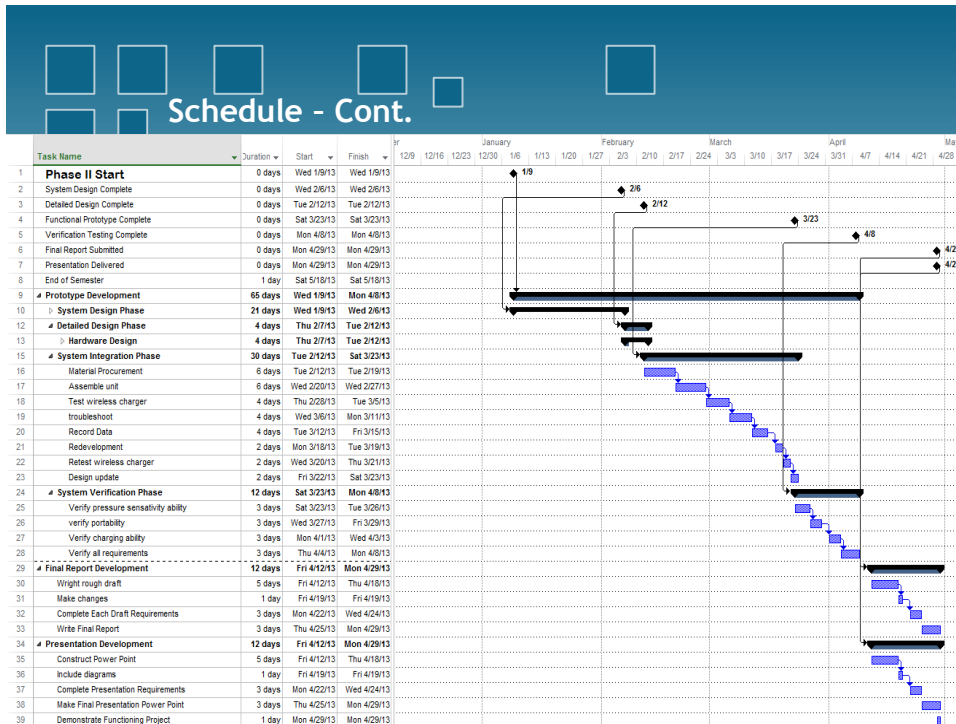 Schedule - Cont.
er January February March April Ma
Task Name Duration Start Finish 12/9 12/16 12/23 12/30 1/6 1/13 1/20 1/27 2/3 2/10 2/17 2/24 3/3 3/10 3/17 3/24 3/31 4/7 4/14 4/21 4/28
1 Phase II Start 0 days Wed 1/9/13 Wed 1/9/13 1/9
2 System Design Complete 0 days Wed 2/6/13 Wed 2/6/13 2/6
3 Detailed Design Complete 0 days Tue 2/12/13 Tue 2/12/13 2/12
4 Functional Prototype Complete 0 days Sat 3/23/13 Sat 3/23/13 3/23
5 Verification Testing Complete 0 days Mon 4/8/13 Mon 4/8/13 4/8
6 Final Report Submitted 0 days Mon 4/29/13 Mon 4/29/13 4/2
7 Presentation Delivered 0 days Mon 4/29/13 Mon 4/29/13 4/2
8 End of Semester 1 day Sat 5/18/13 Sat 5/18/13
9 Prototype Development 65 days Wed 1/9/13 Mon 4/8/13
10 System Design Phase 21 days Wed 1/9/13 Wed 2/6/13
12 Detailed Design Phase 4 days Thu 2/7/13 Tue 2/12/13
13 Hardware Design 4 days Thu 2/7/13 Tue 2/12/13
15 System Integration Phase 30 days Tue 2/12/13 Sat 3/23/13
16 Material Procurement 6 days Tue 2/12/13 Tue 2/19/13
17 Assemble unit 6 days Wed 2/20/13 Wed 2/27/13
18 Test wireless charger 4 days Thu 2/28/13 Tue 3/5/13
19 troubleshoot 4 days Wed 3/6/13 Mon 3/11/13
20 Record Data 4 days Tue 3/12/13 Fri 3/15/13
21 Redevelopment 2 days Mon 3/18/13 Tue 3/19/13
22 Retest wireless charger 2 days Wed 3/20/13 Thu 3/21/13
23 Design update 2 days Fri 3/22/13 Sat 3/23/13
24 System Verification Phase 12 days Sat 3/23/13 Mon 4/8/13
25 Verify pressure sensativity ability 3 days Sat 3/23/13 Tue 3/26/13
26 verify portability 3 days Wed 3/27/13 Fri 3/29/13
27 Verify charging ability 3 days Mon 4/1/13 Wed 4/3/13
28 Verify all requirements 3 days Thu 4/4/13 Mon 4/8/13
29 Final Report Development 12 days Fri 4/12/13 Mon 4/29/13
30 Wright rough draft 5 days Fri 4/12/13 Thu 4/18/13
31 Make changes 1 day Fri 4/19/13 Fri 4/19/13
32 Complete Each Draft Requirements 3 days Mon 4/22/13 Wed 4/24/13
33 Write Final Report 3 days Thu 4/25/13 Mon 4/29/13
34 Presentation Development 12 days Fri 4/12/13 Mon 4/29/13
35 Construct Power Point 5 days Fri 4/12/13 Thu 4/18/13
36 Include diagrams 1 day Fri 4/19/13 Fri 4/19/13
37 Complete Presentation Requirements 3 days Mon 4/22/13 Wed 4/24/13
38 Make Final Presentation Power Point 3 days Thu 4/25/13 Mon 4/29/13
39 Demonstrate Functioning Project 1 day Mon 4/29/13 Mon 4/29/13